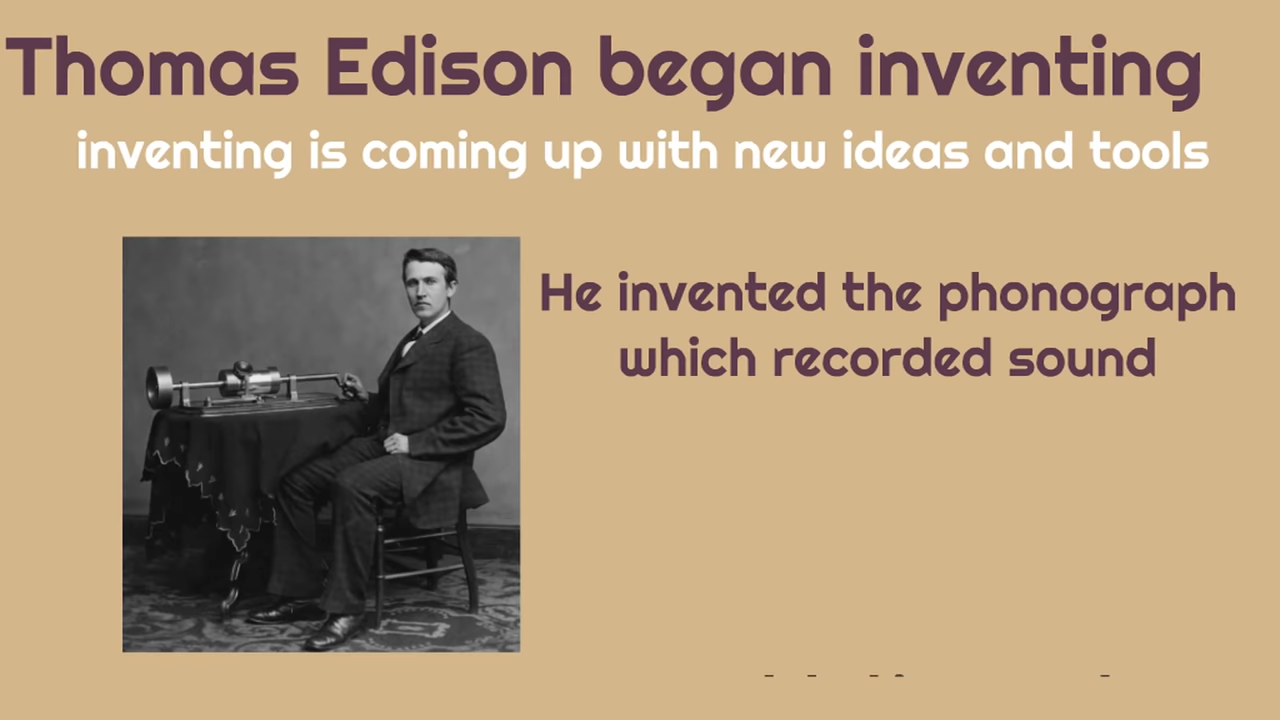 Thomas Edison began inventing
inventing is coming up with new ideas and tools
He invented the phonograph
which recorded sound